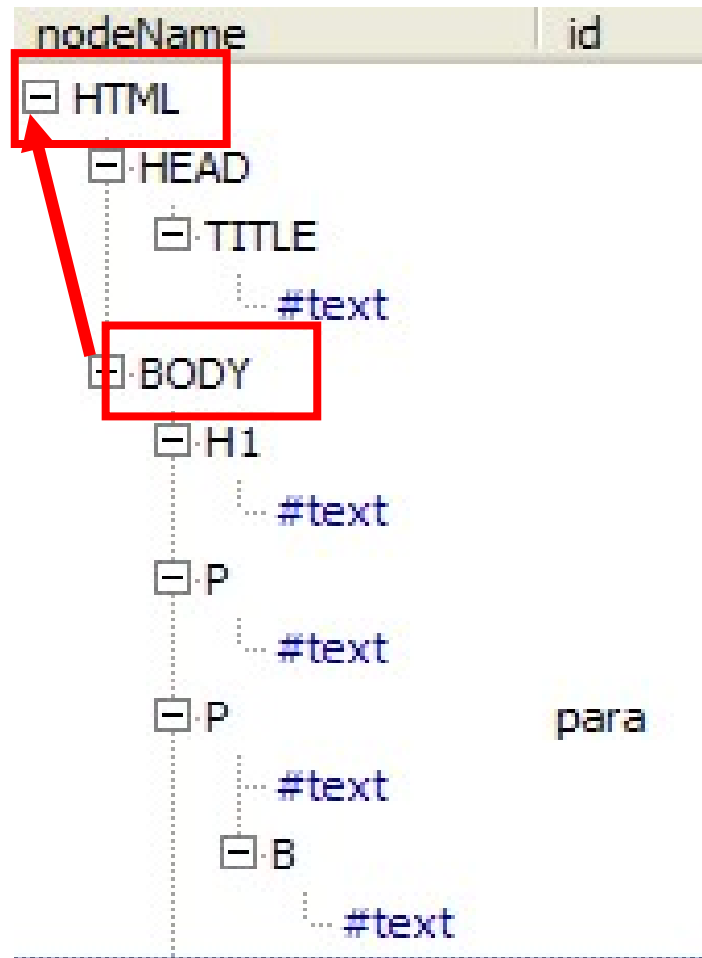 nodeName id
HTML
HEAD
TITLE
#text
BODY
H1
#text
P
#text
P para
#text
B
#text